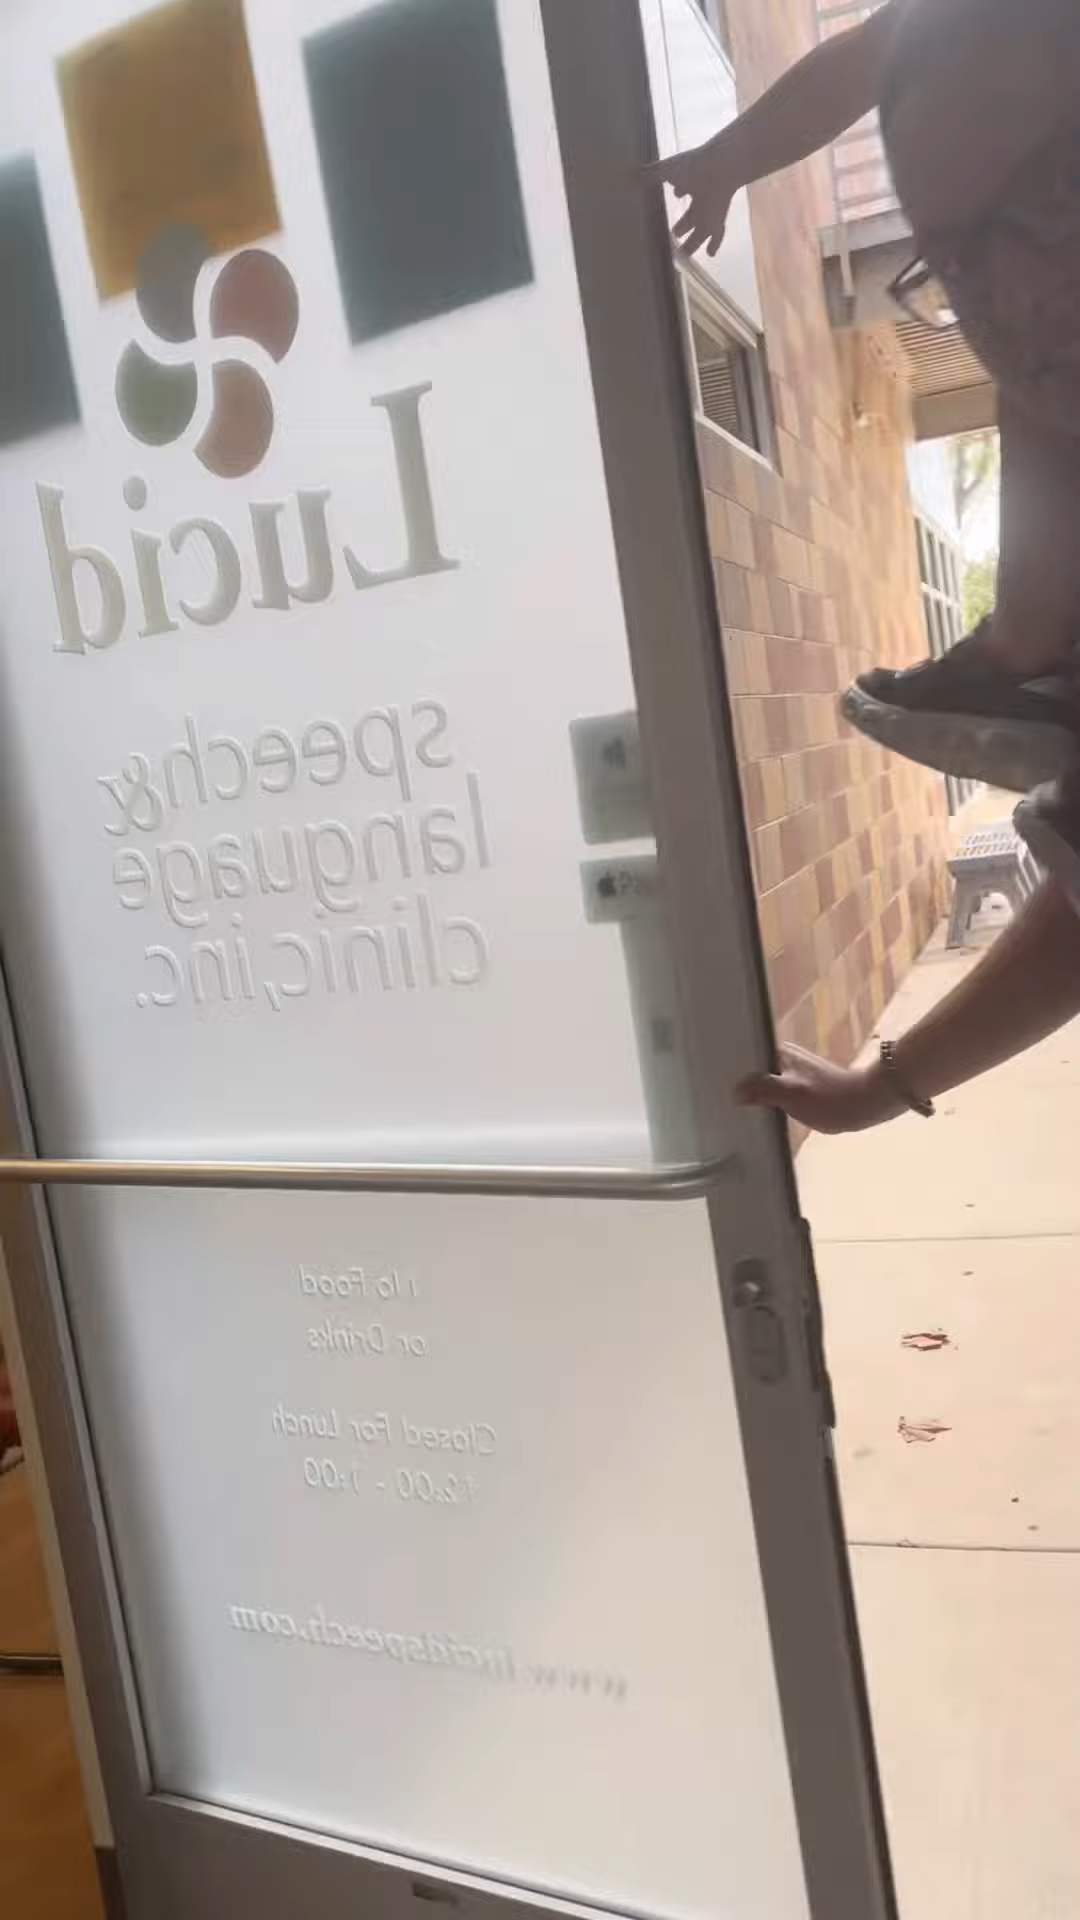 Lucid
speech&
language
clinic,inc.
Pay
No Food
or Drinks
Closed For Lunch
12:00 - 1:00
www.lucidspeech.com